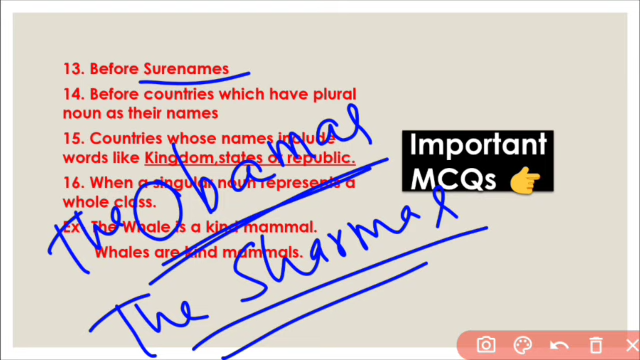 13. Before Surenames
14. Before countries which have plural
noun as their names
15. Countries whose names include
words like Kingdom,states or republic.
16. When a singular noun represents a
whole class.
Ex The Whale is a kind mammal.
Whales are kind mammals.
Important
MCQs
The Obamas
The Sharmas